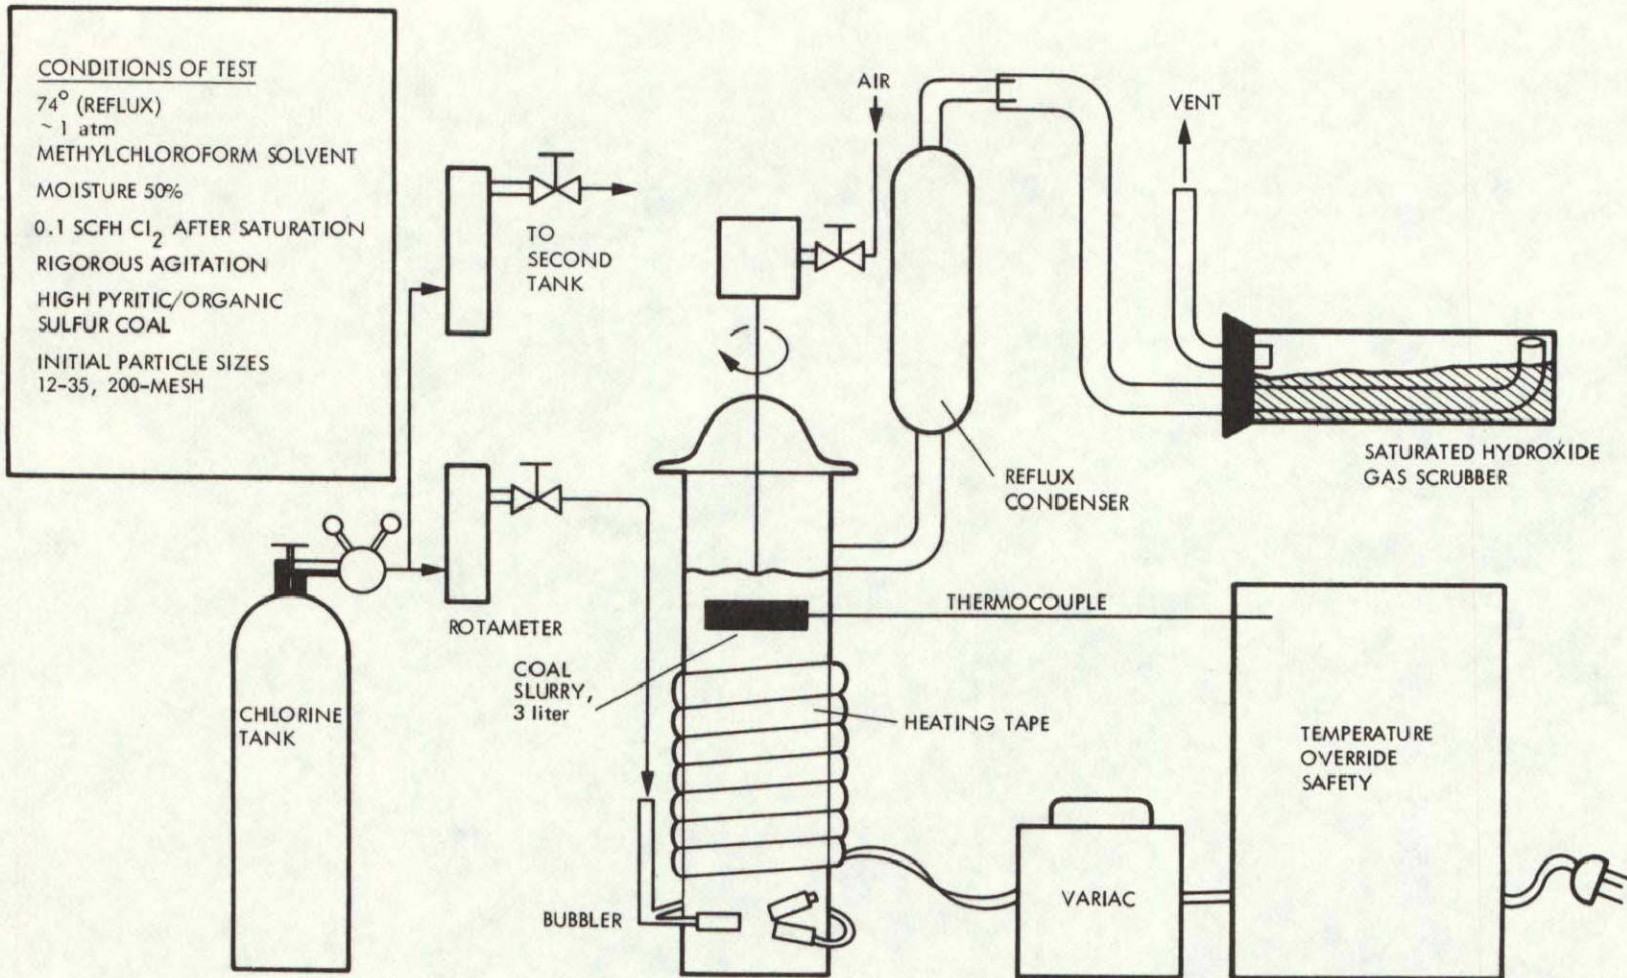 CONDITIONS OF TEST
74° (REFLUX)
~ 1 atm
METHYLCHLOROFORM SOLVENT
MOISTURE 50%
0.1 SCFH Cl₂ AFTER SATURATION
RIGOROUS AGITATION
HIGH PYRITIC/ORGANIC
SULFUR COAL
INITIAL PARTICLE SIZES
12-35, 200-MESH
AIR
VENT
TO
SECOND
TANK
SATURATED HYDROXIDE
GAS SCRUBBER
REFLUX
CONDENSER
ROTAMETER
THERMOCOUPLE
COAL
SLURRY,
3 liter
CHLORINE
TANK
HEATING TAPE
TEMPERATURE
OVERRIDE
SAFETY
VARIAC
BUBBLER